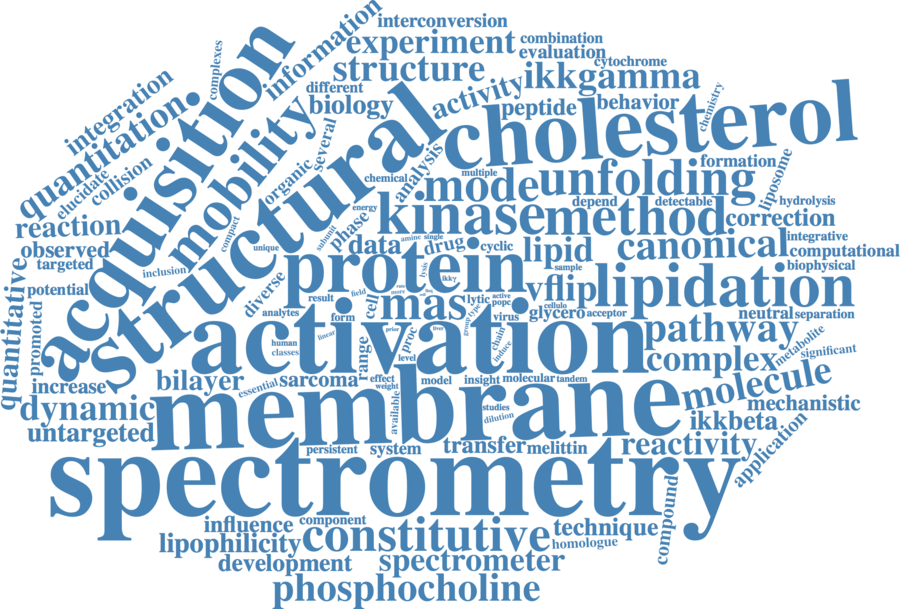 interconversion
information
experiment
combination
evaluation
cytochrome
complexes
acquisition
structure
ikkgamma
integration
different
biology
activity
peptide
behavior
chemistry
quantitation
mobility
structural
cholesterol
several
collision
elucidate
organic
chemical
analysis
multiple
mode
unfolding
formation
liposome
energy
kinase
method
depend
detectable
hydrolysis
correction
reaction
compact
subunit
phase
data
amine
single
drug
cyclic
lipid
canonical
integrative
computational
observed
unique
targeted
inclusion
protein
lysis
ikky
sample
biophysical
potential
diverse
result
field
cell
mas
lytic
active
popc
vflip
lipidation
quantitative
promoted
analytes
form
linear
activation
prior
proc
group
type
virus
glycero
cellulo
acceptor
neutral
separation
pathway
human
classes
range
level
chain
induce
complex
metabolite
significant
increase
bilayer
essential
sarcoma
effect
weight
model
insight
molecular
tandem
molecule
dynamic
membrane
available
studies
dilution
ikkbeta
mechanistic
untargeted
persistent
system
transfer
melittin
reactivity
application
spectrometry
compound
influence
component
constitutive
technique
lipophilicity
homologue
development
spectrometer
phosphocholine